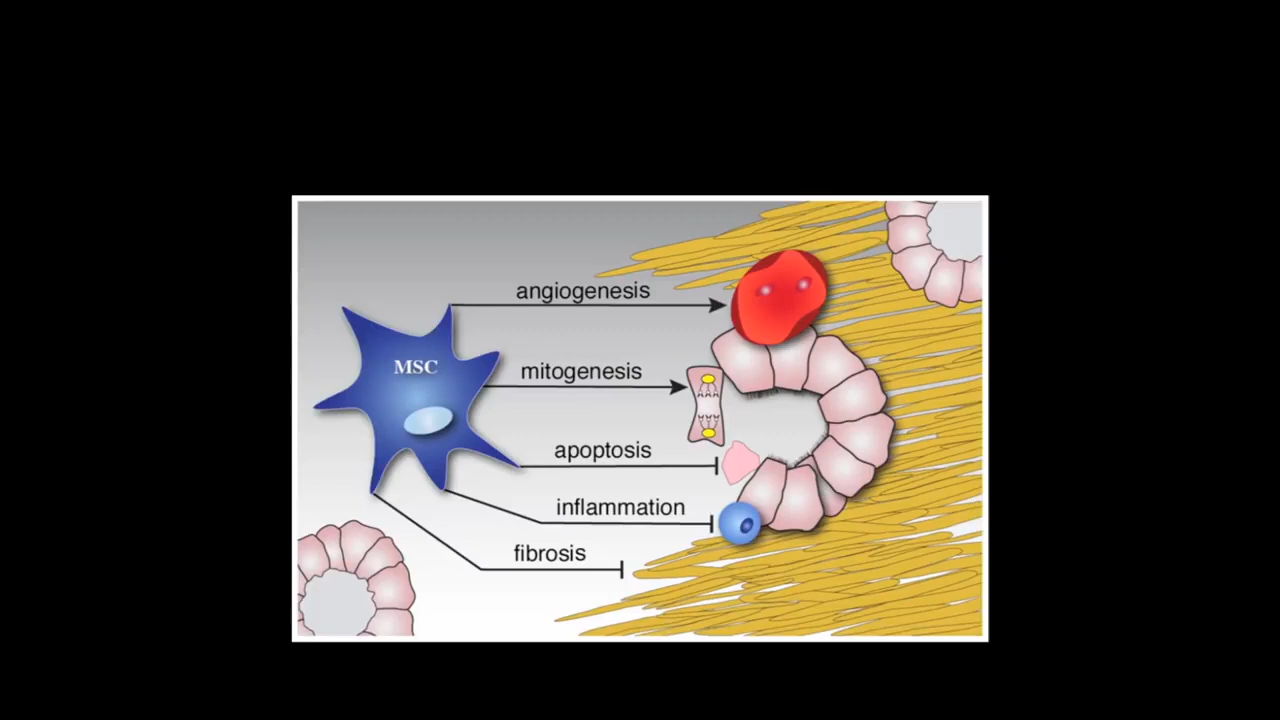 angiogenesis
MSC
mitogenesis
apoptosis
inflammation
fibrosis